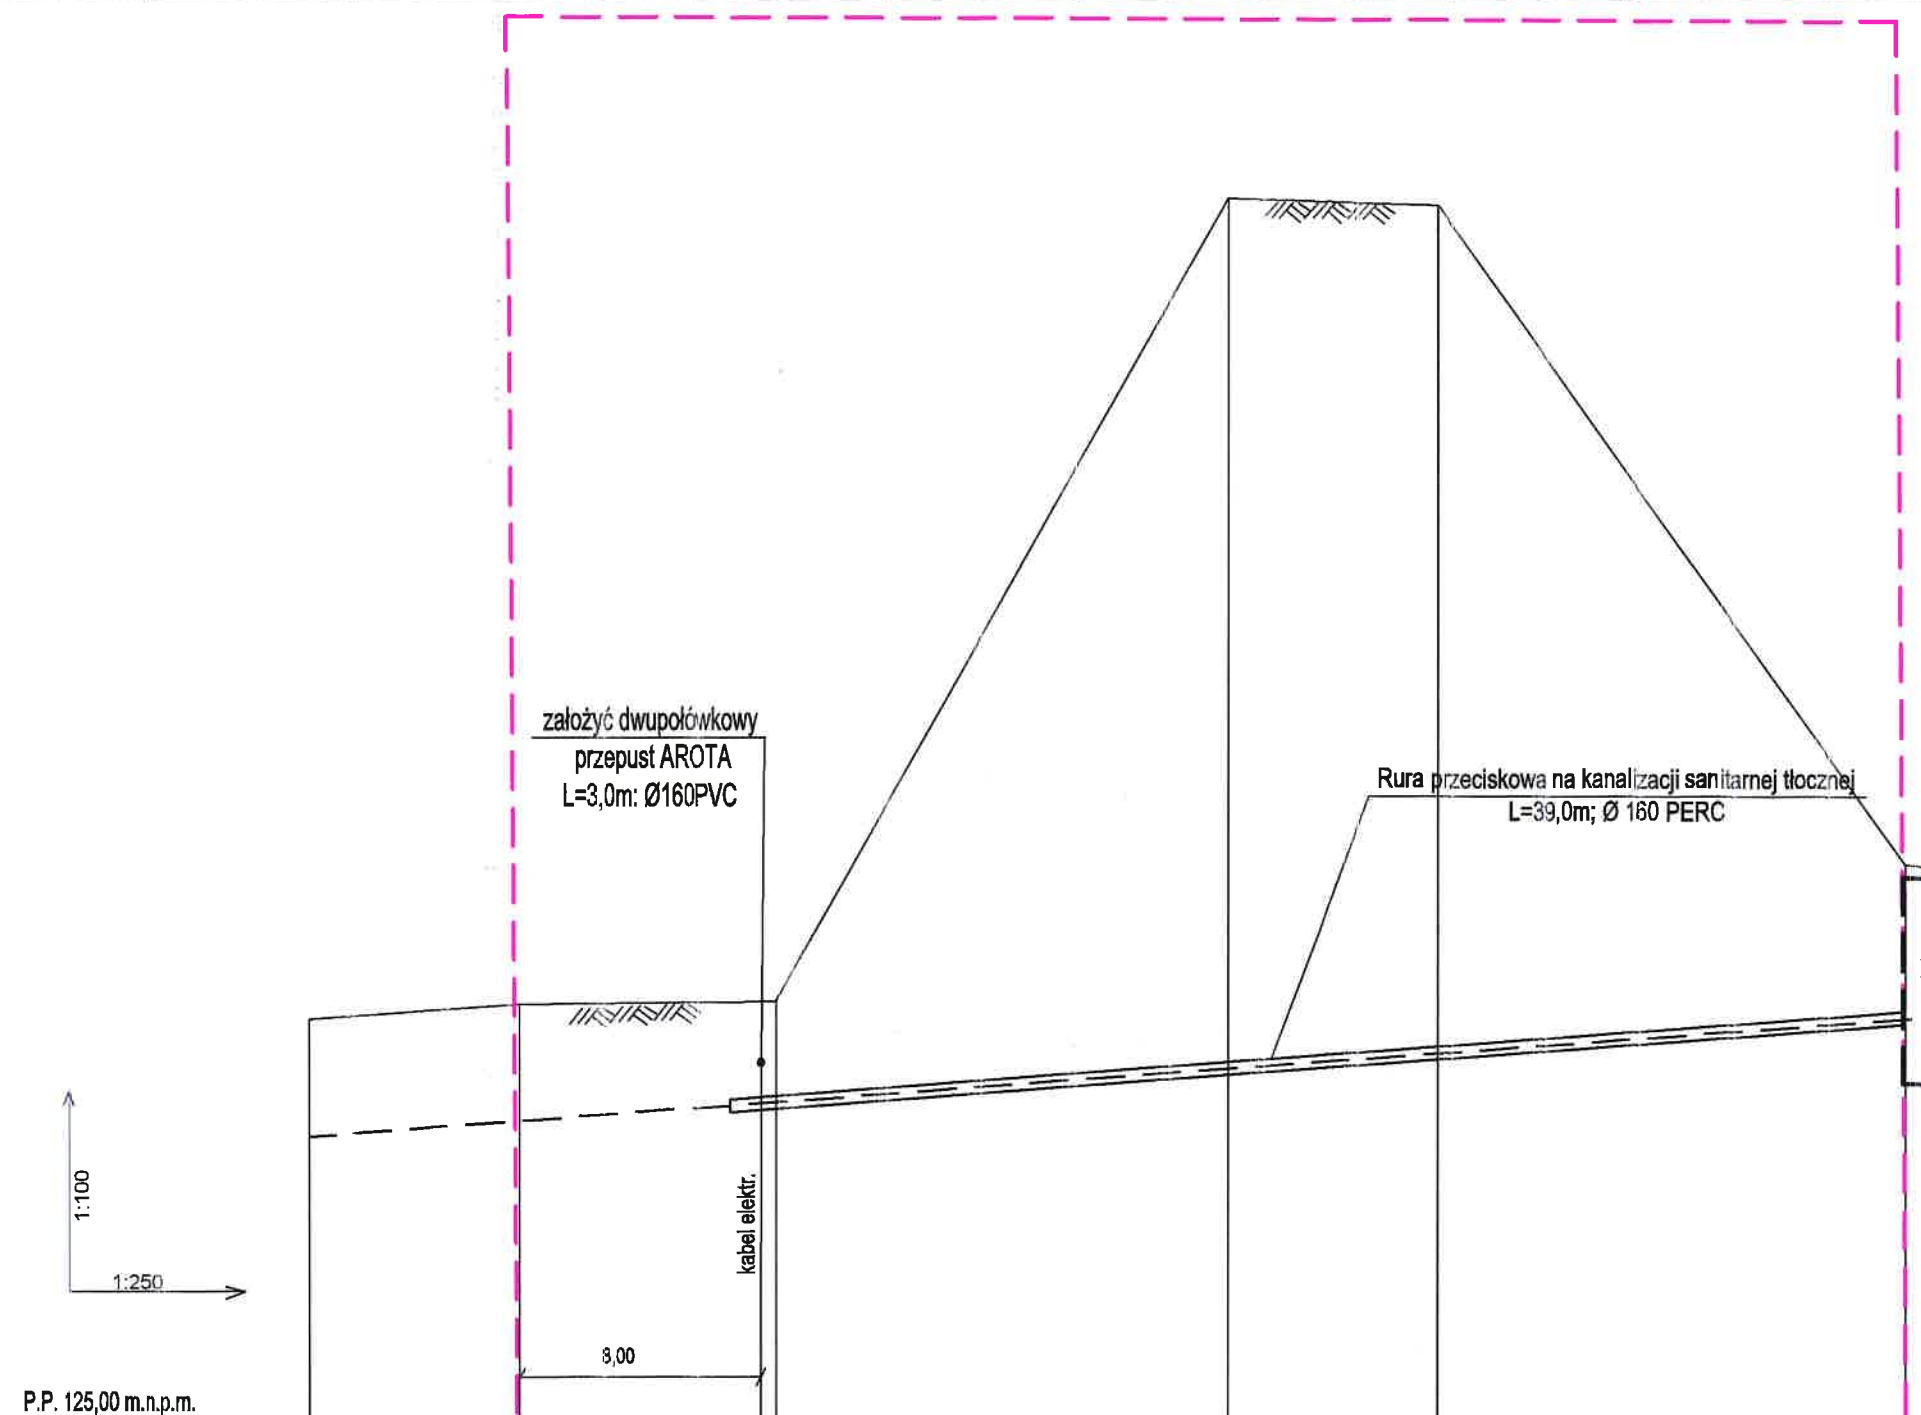 założyć dwupołówkowy
przepust AROTA
L=3,0m: Ø160PVC
Rura przeciskowa na kanalizacji sanitarnej tłocznej
L=39,0m; Ø 160 PERC
kabel elektr.
1:100
1:250
8,00
P.P. 125,00 m.n.p.m.